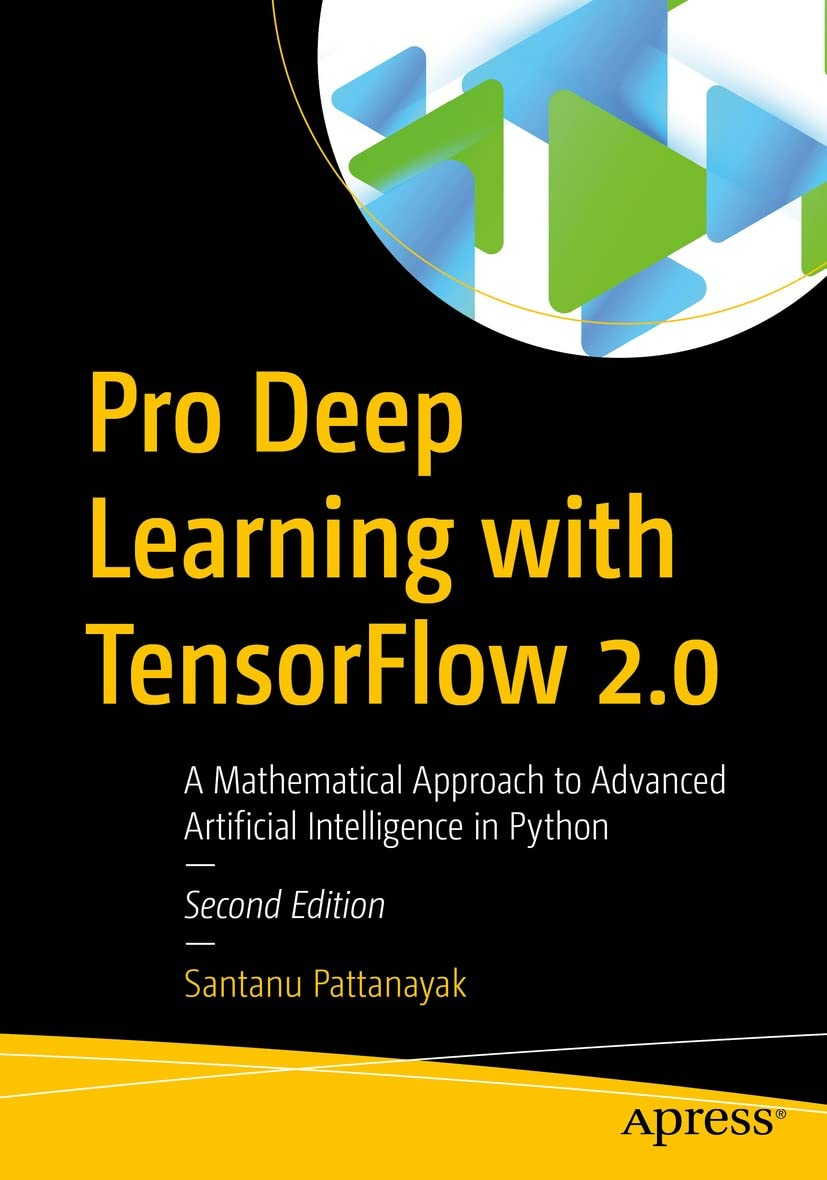 Pro Deep
Learning with
TensorFlow 2.0
A Mathematical Approach to Advanced
Artificial Intelligence in Python
—
Second Edition
—
Santanu Pattanayak
Apress®